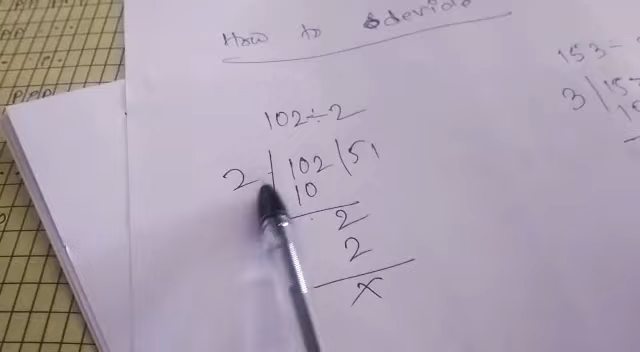 How to devide
102÷2
2 | 102 | 51
10
2
2
x
153÷
3 | 15